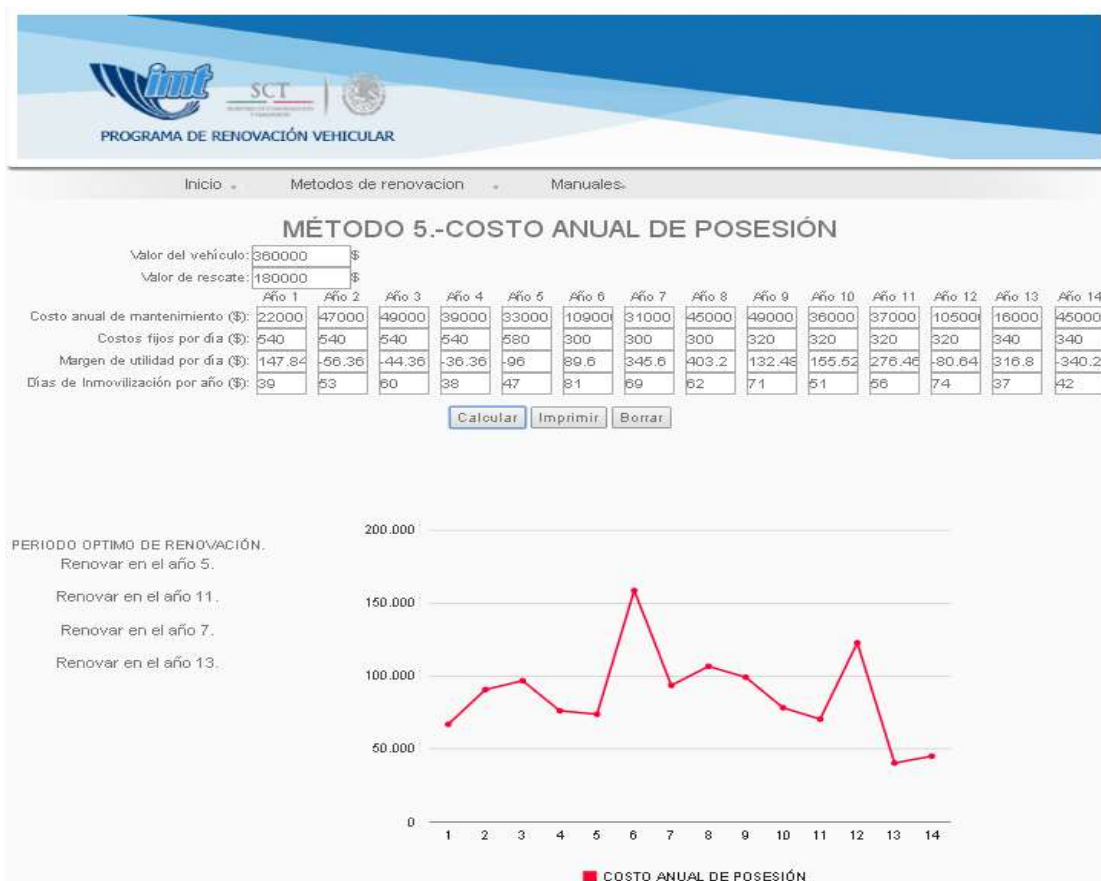 imt
SCT
PROGRAMA DE RENOVACIÓN VEHICULAR
Inicio Metodos de renovacion Manuales
MÉTODO 5.-COSTO ANUAL DE POSESIÓN
Valor del vehículo: 360000 $
Valor de rescate: 180000 $
Año 1 Año 2 Año 3 Año 4 Año 5 Año 6 Año 7 Año 8 Año 9 Año 10 Año 11 Año 12 Año 13 Año 14
Costo anual de mantenimiento ($): 22000 47000 49000 39000 33000 10900 31000 45000 49000 36000 37000 10500 16000 45000
Costos fijos por día ($): 540 540 540 540 580 300 300 300 320 320 320 320 340 340
Margen de utilidad por día ($): 147.84 -56.36 -44.36 -36.36 -96 89.6 345.6 403.2 132.48 155.52 276.46 -80.64 316.8 -340.2
Días de Inmovilización por año ($): 39 53 60 38 47 81 69 62 71 51 56 74 37 42
Calcular Imprimir Borrar
PERIODO OPTIMO DE RENOVACIÓN.
Renovar en el año 5.
Renovar en el año 11.
Renovar en el año 7.
Renovar en el año 13.
200.000
150.000
100.000
50.000
0
1 2 3 4 5 6 7 8 9 10 11 12 13 14
COSTO ANUAL DE POSESIÓN